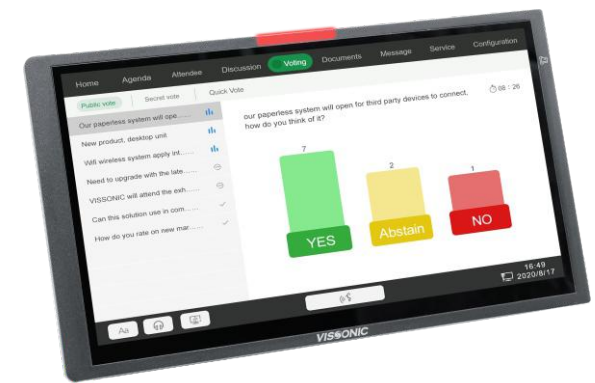 Home Agenda Attendee Discussion Voting Documents Message Service Configuration
Public vote Secret vote Quick Vote
Our paperless system will ope......
New product, desktop unit
Wifi wireless system apply int......
Need to upgrade with the late......
VISSONIC will attend the exh......
Can this solution use in com......
How do you rate on new mar......
our paperless system will open for third party devices to connect.
how do you think of it?
08 : 26
7
2
1
YES
Abstain
NO
Aa
16:49
2020/8/17
VISSONIC